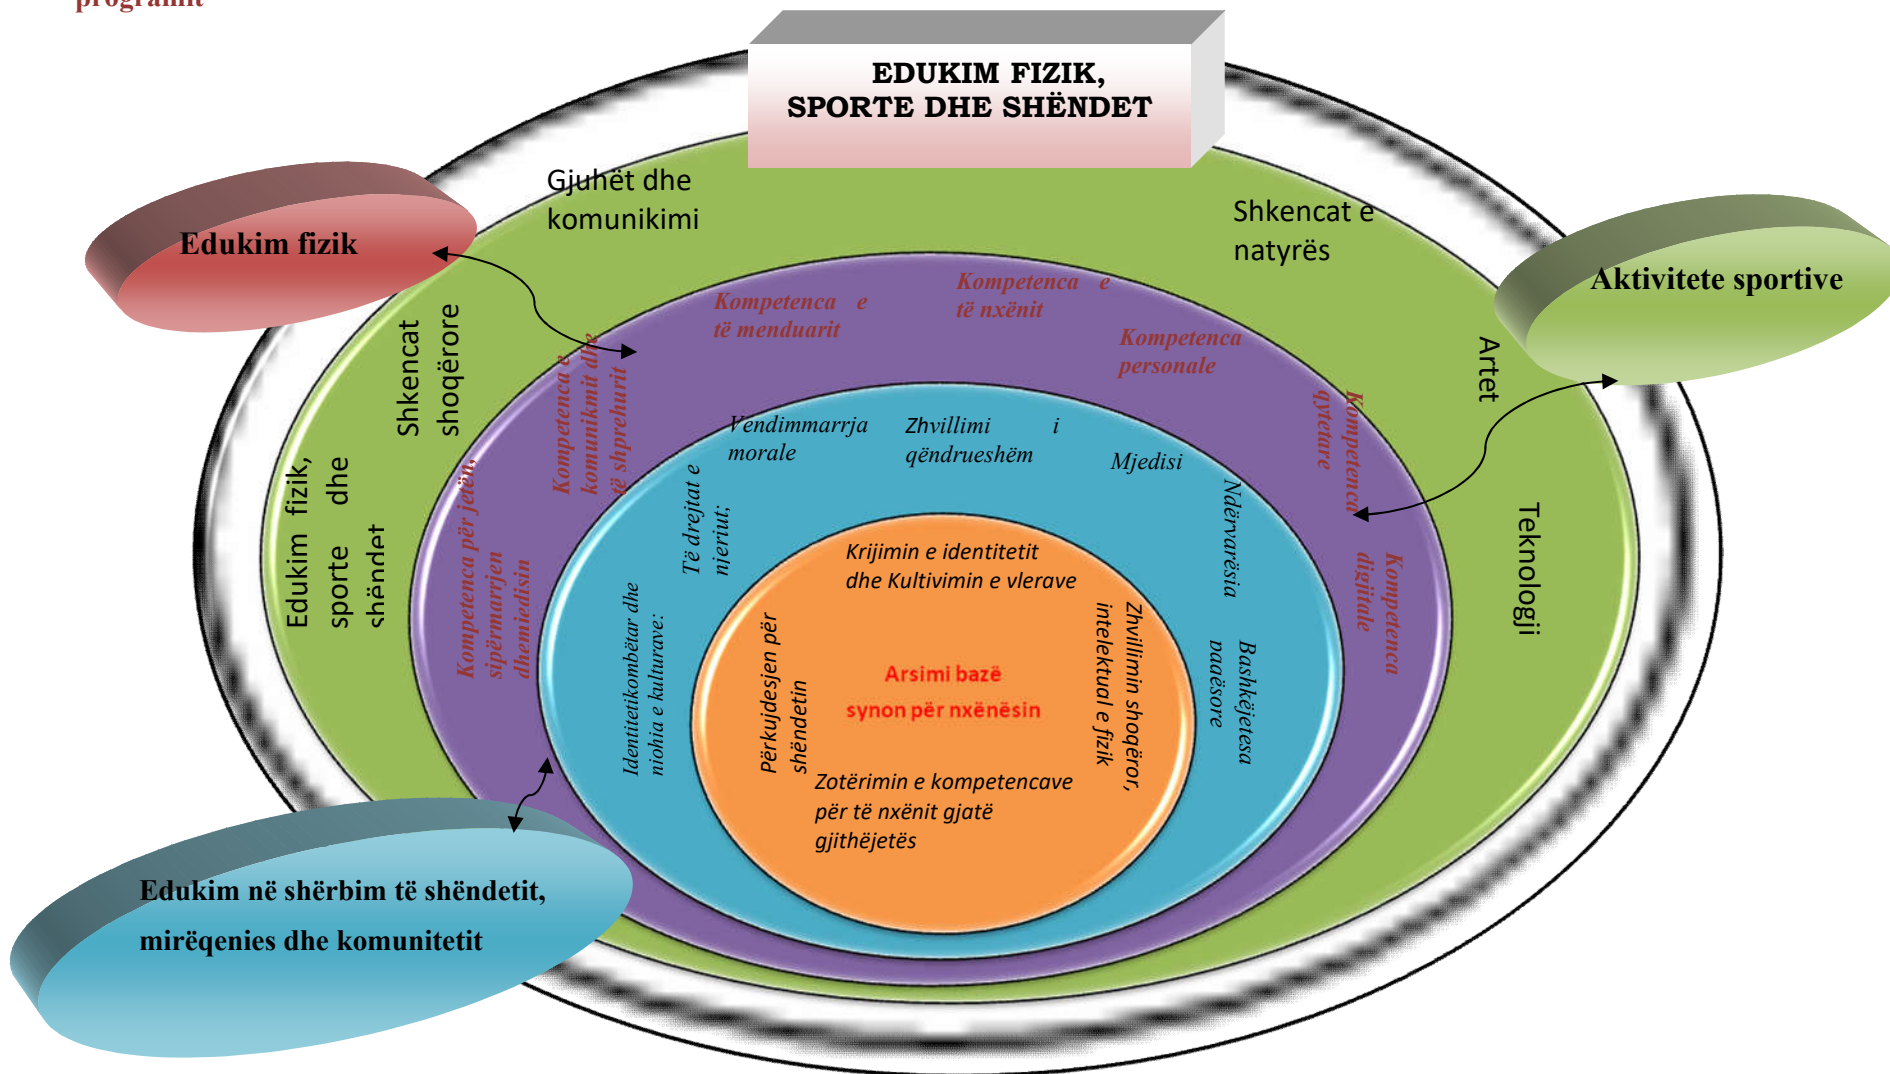 programit
EDUKIM FIZIK,
SPORTE DHE SHËNDET
Gjuhët dhe
komunikimi
Shkencat e
natyrës
Edukim fizik
Aktivitete sportive
Shkencat
shoqërore
Artet
Edukim fizik,
sporte dhe
shëndet
Teknologji
Kompetenca e
të menduarit
Kompetenca e
të nxënit
Kompetenca
personale
Kompetenca e
komunikmit dhe
të shprehurit
Kompetenca
qytetare
Kompetenca për jetën,
sipërmarrjen
dhemjedisin
Kompetenca
digjitale
Vendimmarrja
morale
Zhvillimi i
qëndrueshëm
Mjedisi
Të drejtat e
njeriut;
Ndërvarësia
Identitetikombëtar dhe
njohja e kulturave:
Bashkëjetesa
paqësore
Krijimin e identitetit
dhe Kultivimin e vlerave
Përkujdesjen për
shëndetin
Zhvillimin shoqëror,
intelektual e fizik
Arsimi bazë
synon për nxënësin
Zotërimin e kompetencave
për të nxënit gjatë
gjithëjetës
Edukim në shërbim të shëndetit,
mirëqenies dhe komunitetit